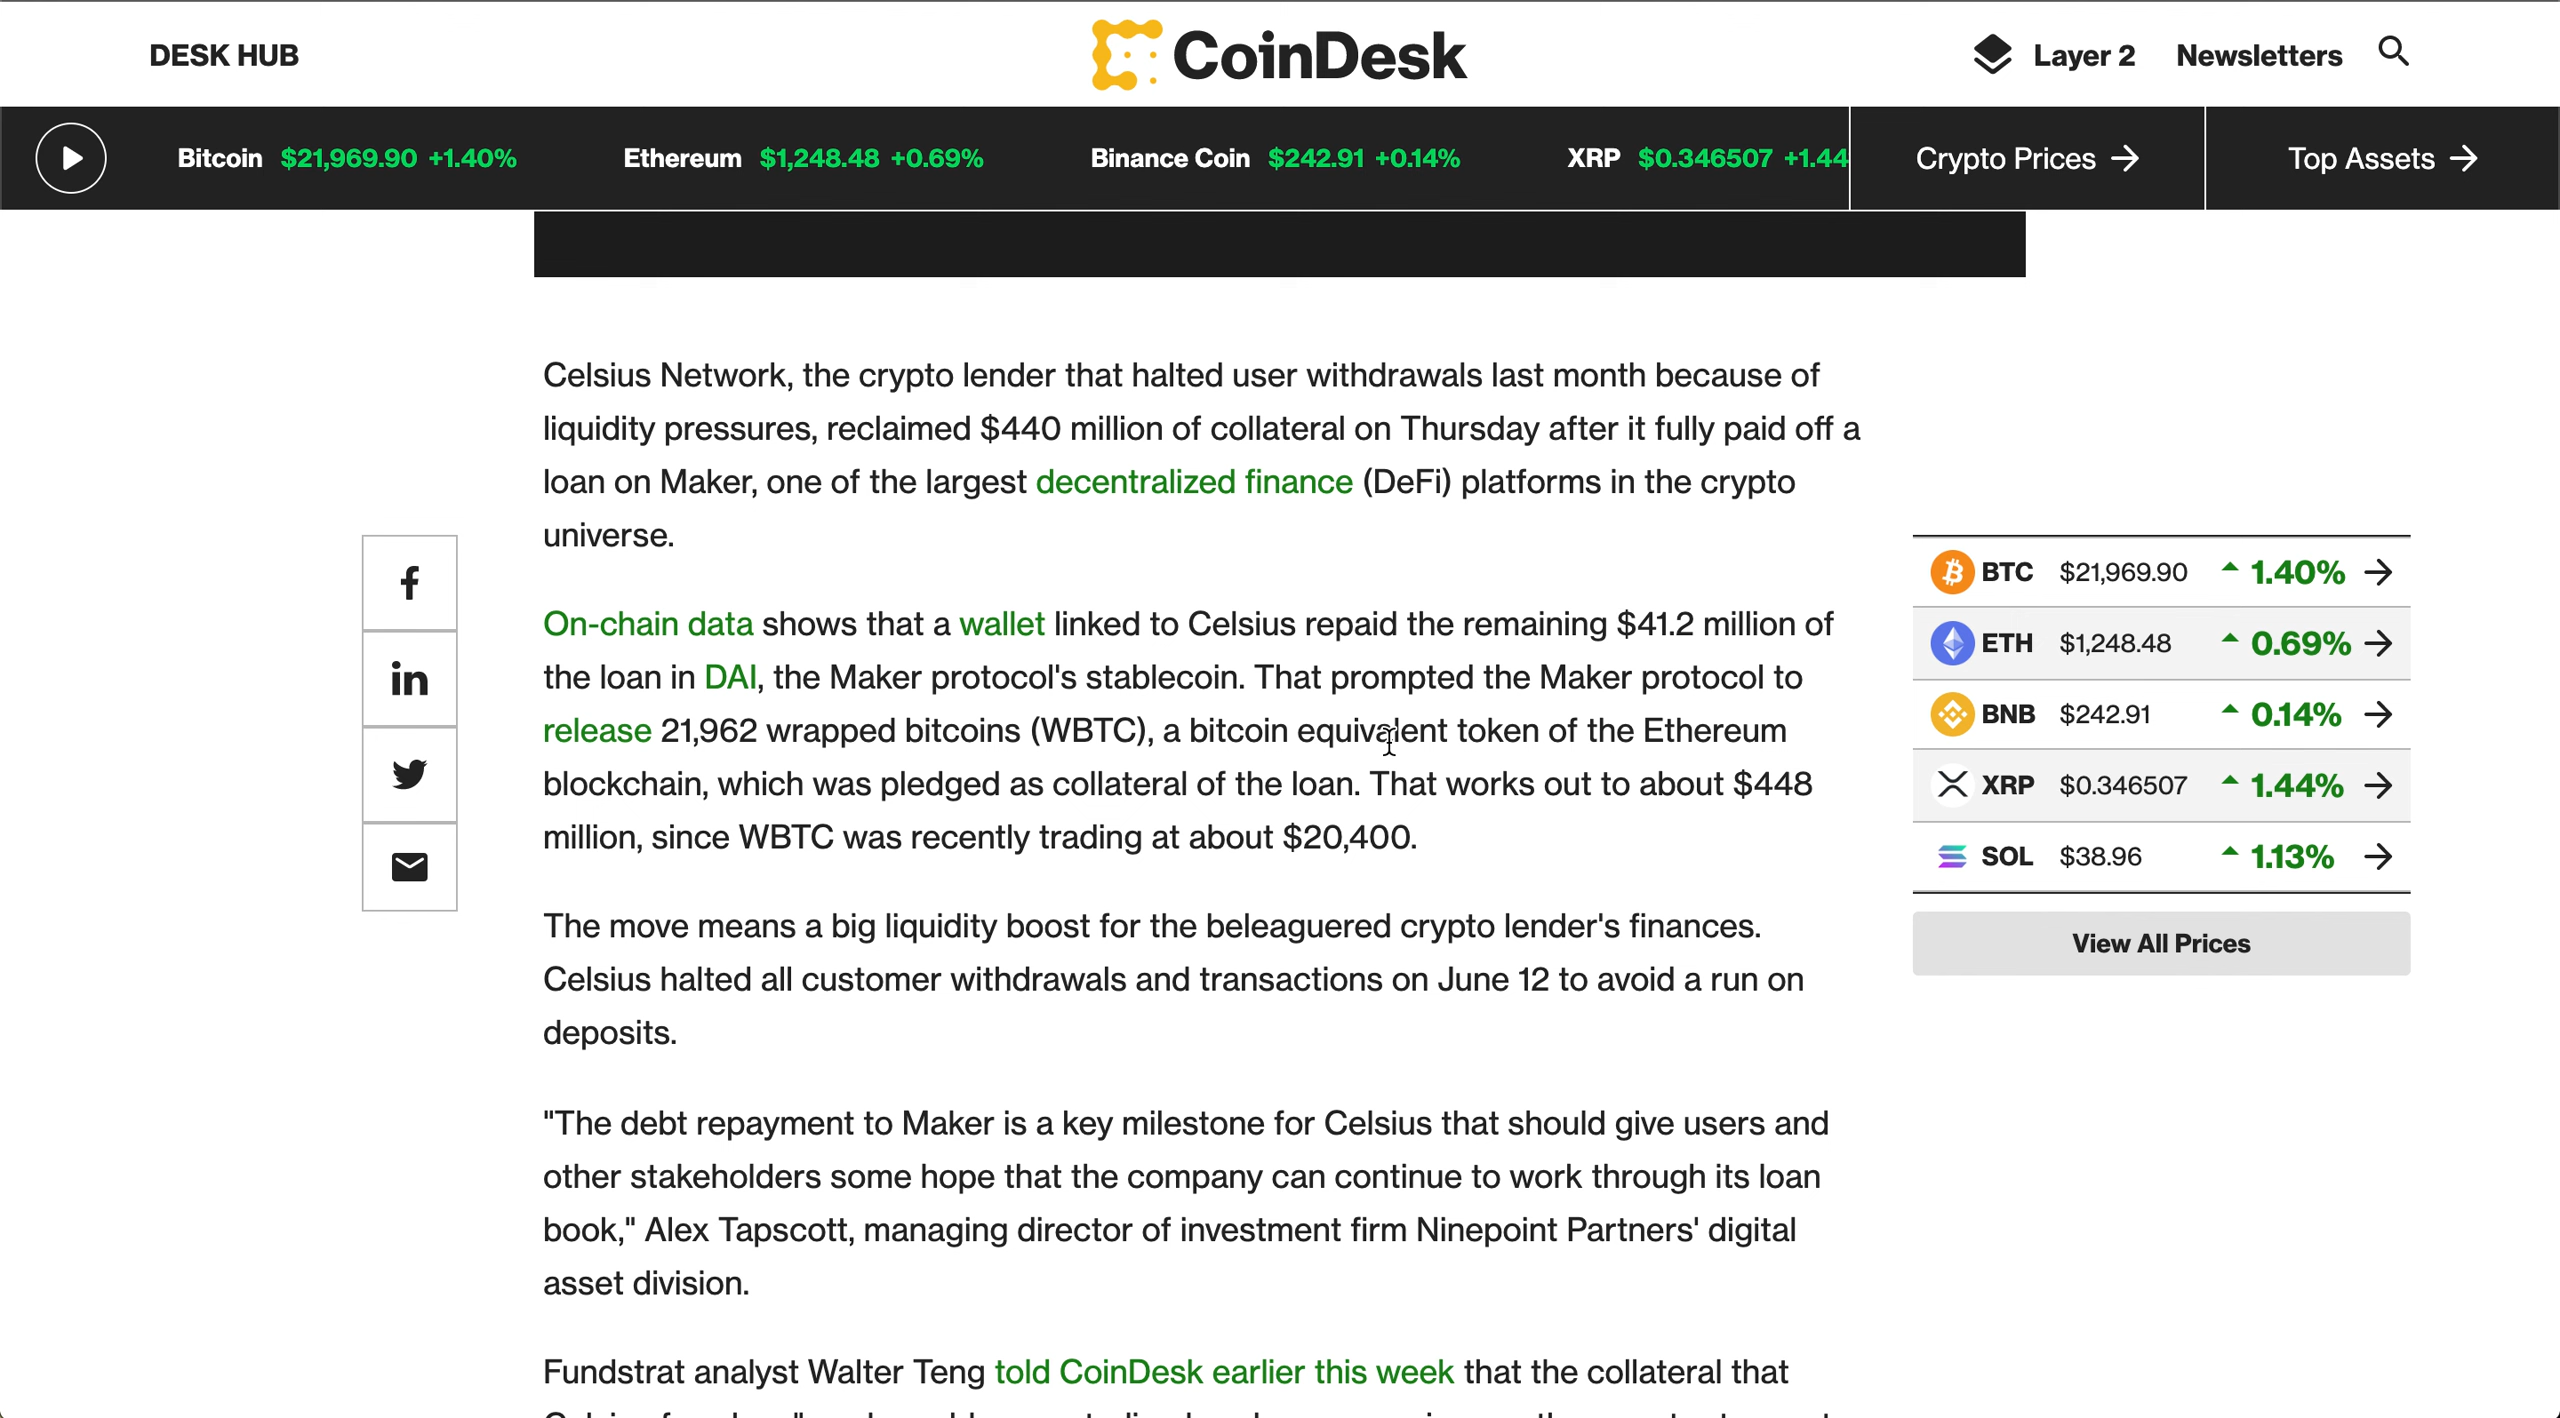 DESK HUB
CoinDesk
Layer 2
Newsletters
Bitcoin $21,969.90 +1.40%
Ethereum $1,248.48 +0.69%
Binance Coin $242.91 +0.14%
XRP $0.346507 +1.44
Crypto Prices
Top Assets
Celsius Network, the crypto lender that halted user withdrawals last month because of
liquidity pressures, reclaimed $440 million of collateral on Thursday after it fully paid off a
loan on Maker, one of the largest decentralized finance (DeFi) platforms in the crypto
universe.
On-chain data shows that a wallet linked to Celsius repaid the remaining $41.2 million of
the loan in DAI, the Maker protocol's stablecoin. That prompted the Maker protocol to
release 21,962 wrapped bitcoins (WBTC), a bitcoin equivalent token of the Ethereum
blockchain, which was pledged as collateral of the loan. That works out to about $448
million, since WBTC was recently trading at about $20,400.
The move means a big liquidity boost for the beleaguered crypto lender's finances.
Celsius halted all customer withdrawals and transactions on June 12 to avoid a run on
deposits.
"The debt repayment to Maker is a key milestone for Celsius that should give users and
other stakeholders some hope that the company can continue to work through its loan
book," Alex Tapscott, managing director of investment firm Ninepoint Partners' digital
asset division.
Fundstrat analyst Walter Teng told CoinDesk earlier this week that the collateral that
BTC $21,969.90 1.40%
ETH $1,248.48 0.69%
BNB $242.91 0.14%
XRP $0.346507 1.44%
SOL $38.96 1.13%
View All Prices